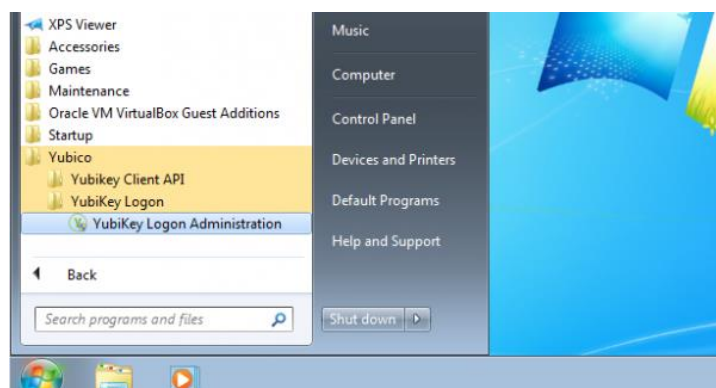 XPS Viewer
Accessories
Games
Maintenance
Oracle VM VirtualBox Guest Additions
Startup
Yubico
Yubikey Client API
YubiKey Logon
YubiKey Logon Administration
Back
Search programs and files
Music
Computer
Control Panel
Devices and Printers
Default Programs
Help and Support
Shut down